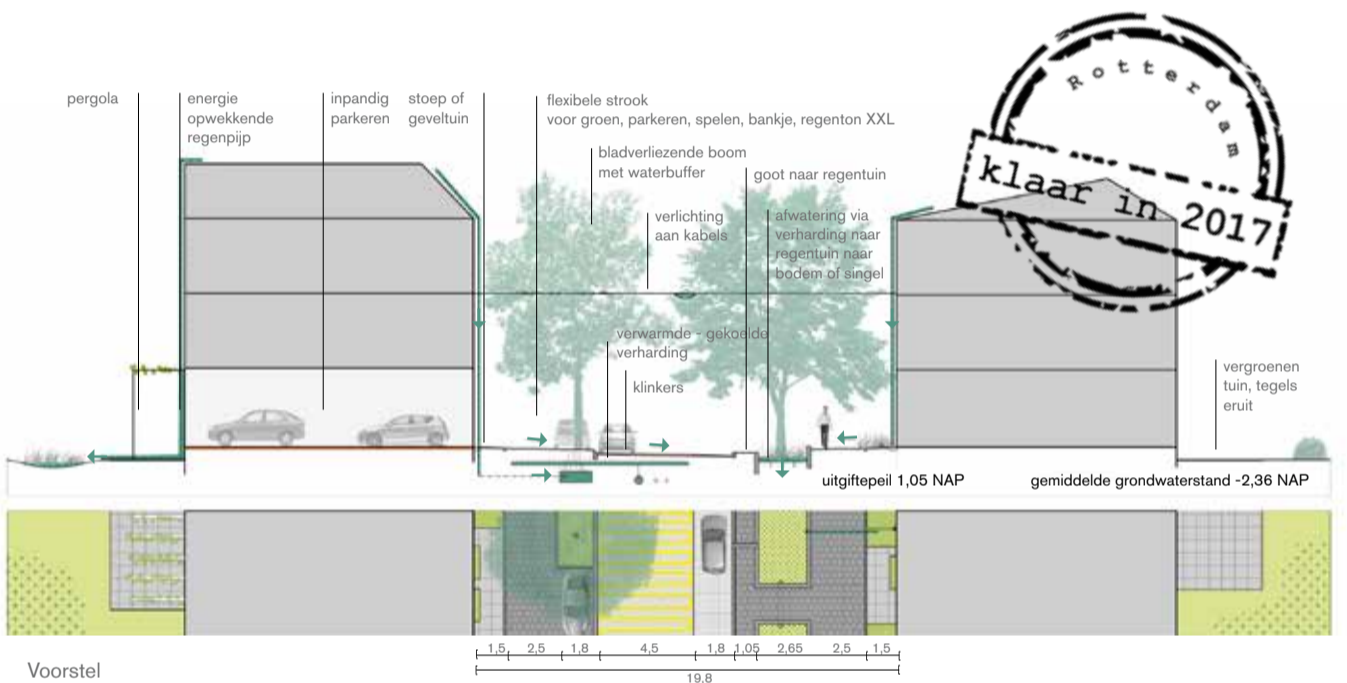 Rotterdam
klaar in 2017
pergola
energie
opwekkende
regenpijp
inpandig
parkeren
stoep of
geveltuin
flexibele strook
voor groen, parkeren, spelen, bankje, regenton XXL
bladverliezende boom
met waterbuffer
goot naar regentuin
verlichting
aan kabels
afwatering via
verharding naar
regentuin naar
bodem of singel
verwarmde - gekoelde
verharding
klinkers
vergroenen
tuin, tegels
eruit
uitgiftepeil 1,05 NAP
gemiddelde grondwaterstand -2,36 NAP
1,5 2,5 1,8 4,5 1,8 1,05 2,65 2,5 1,5
19,8
Voorstel